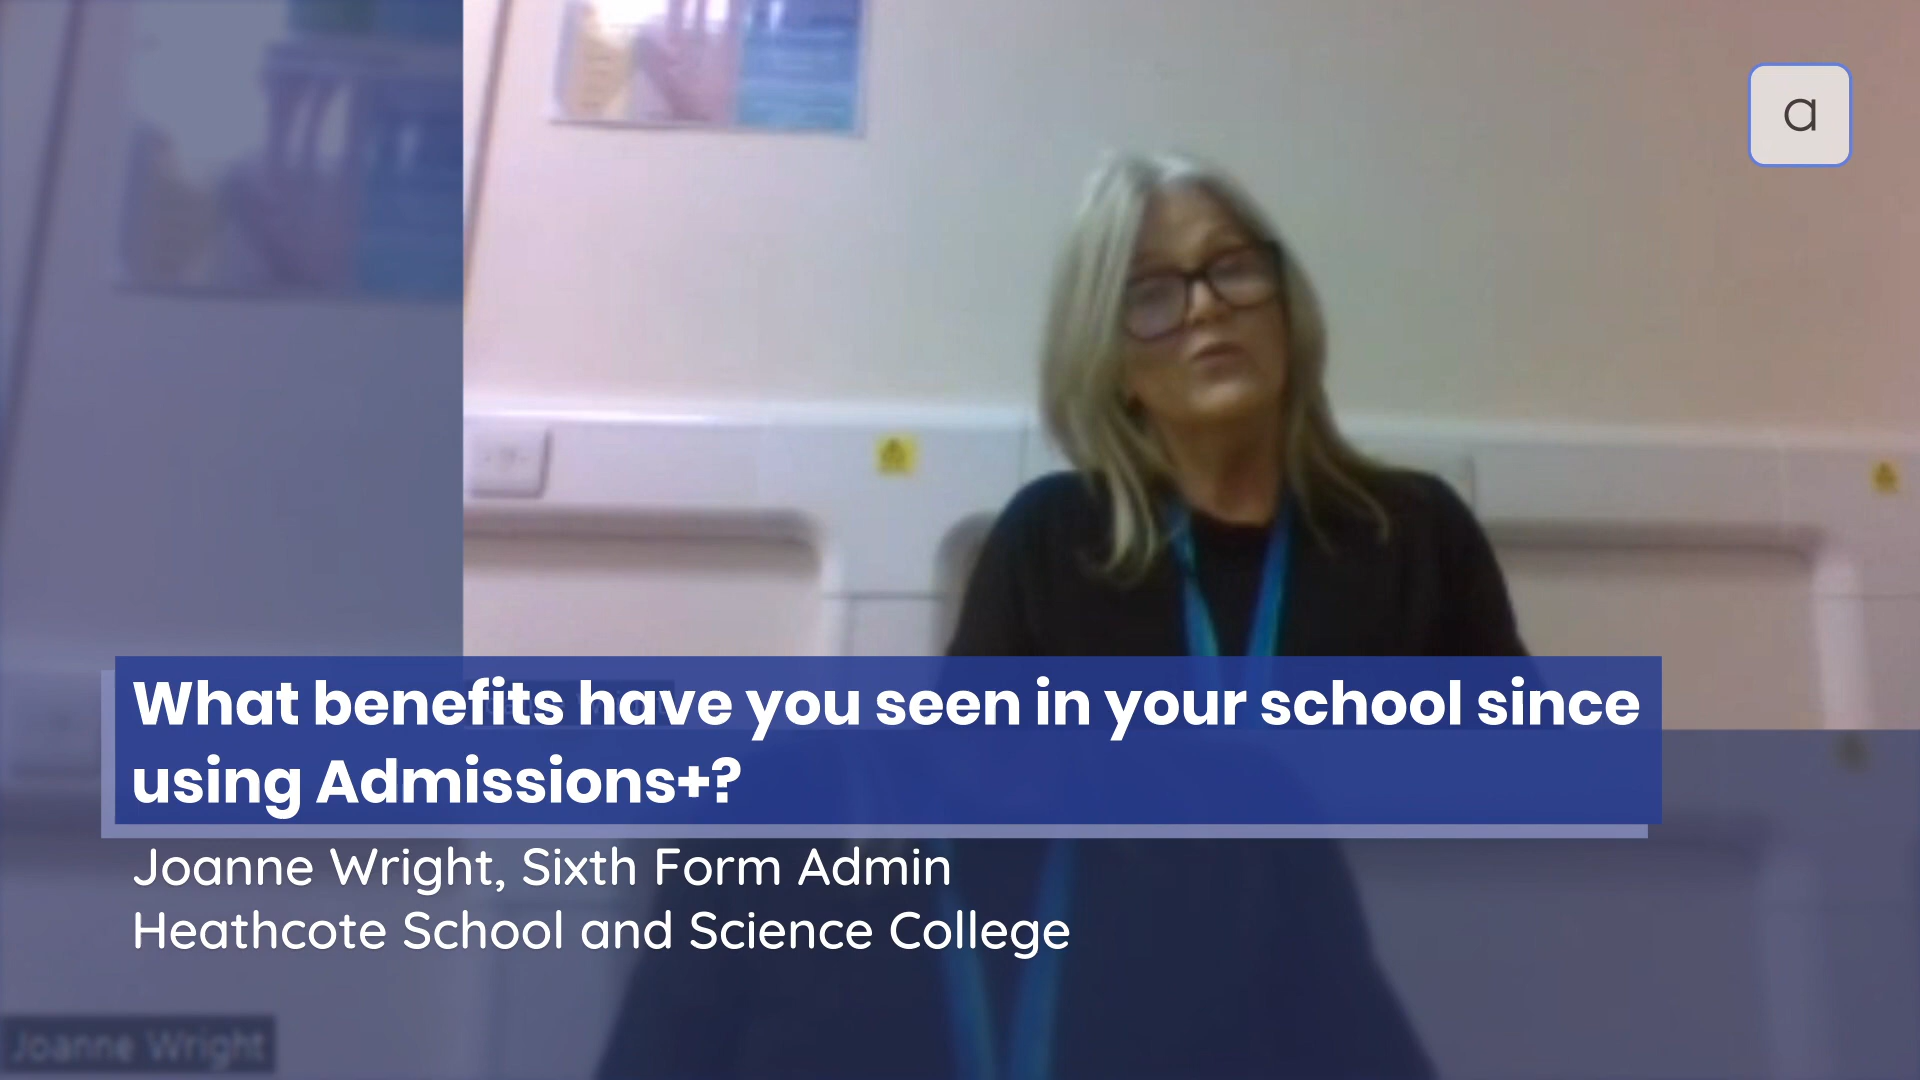 a
What benefits have you seen in your school since
using Admissions+?
Joanne Wright, Sixth Form Admin
Heathcote School and Science College
Joanne Wright